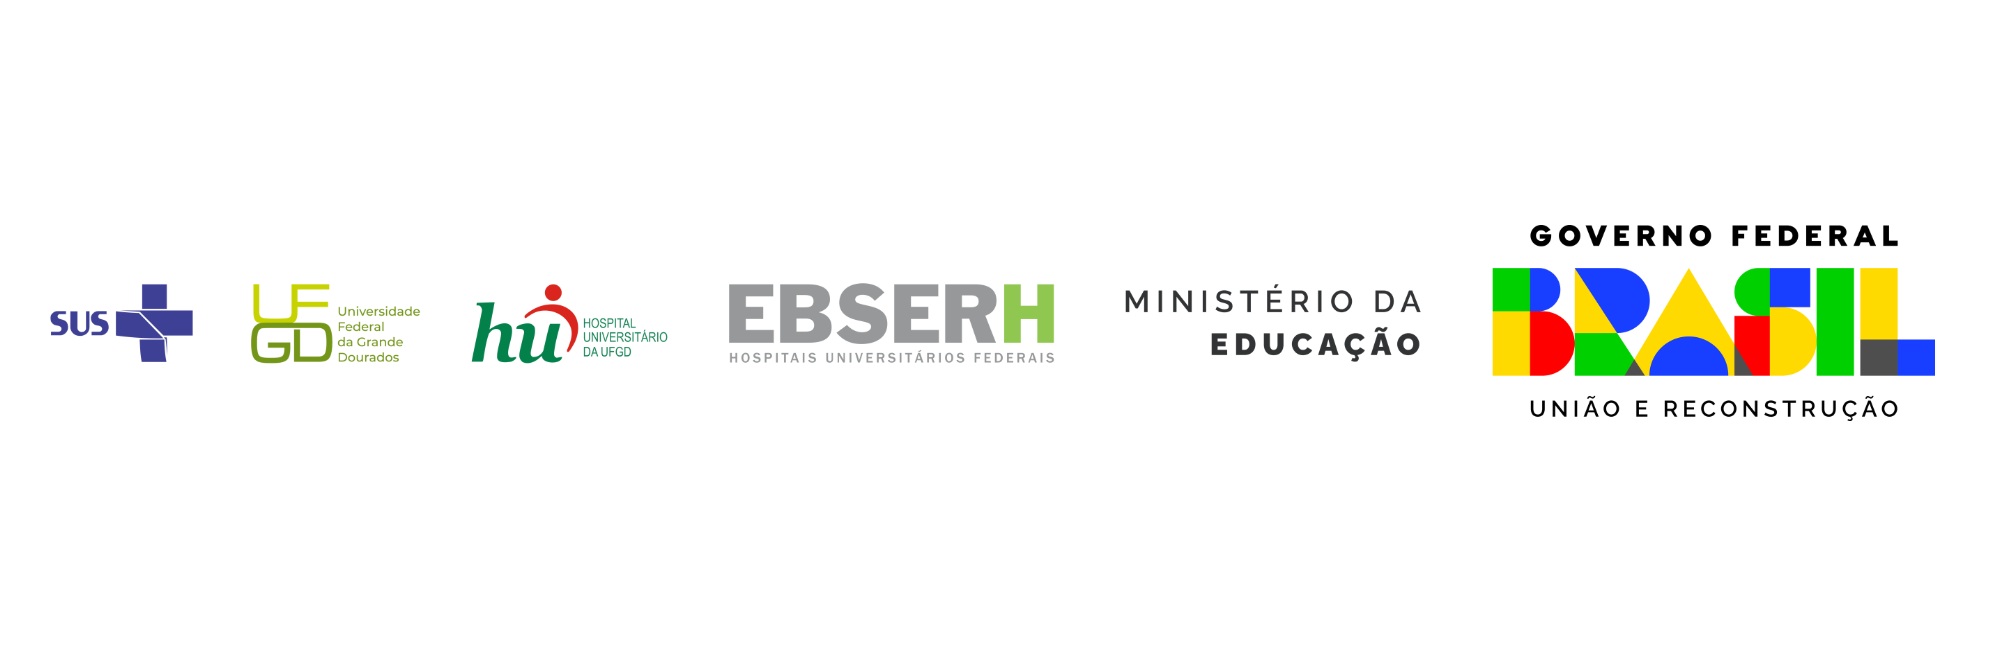 SUS
UFGD
Universidade
Federal
da Grande
Dourados
hu
HOSPITAL
UNIVERSITÁRIO
DA UFGD
EBSERH
HOSPITAIS UNIVERSITÁRIOS FEDERAIS
MINISTÉRIO DA
EDUCAÇÃO
GOVERNO FEDERAL
BRASIL
UNIÃO E RECONSTRUÇÃO